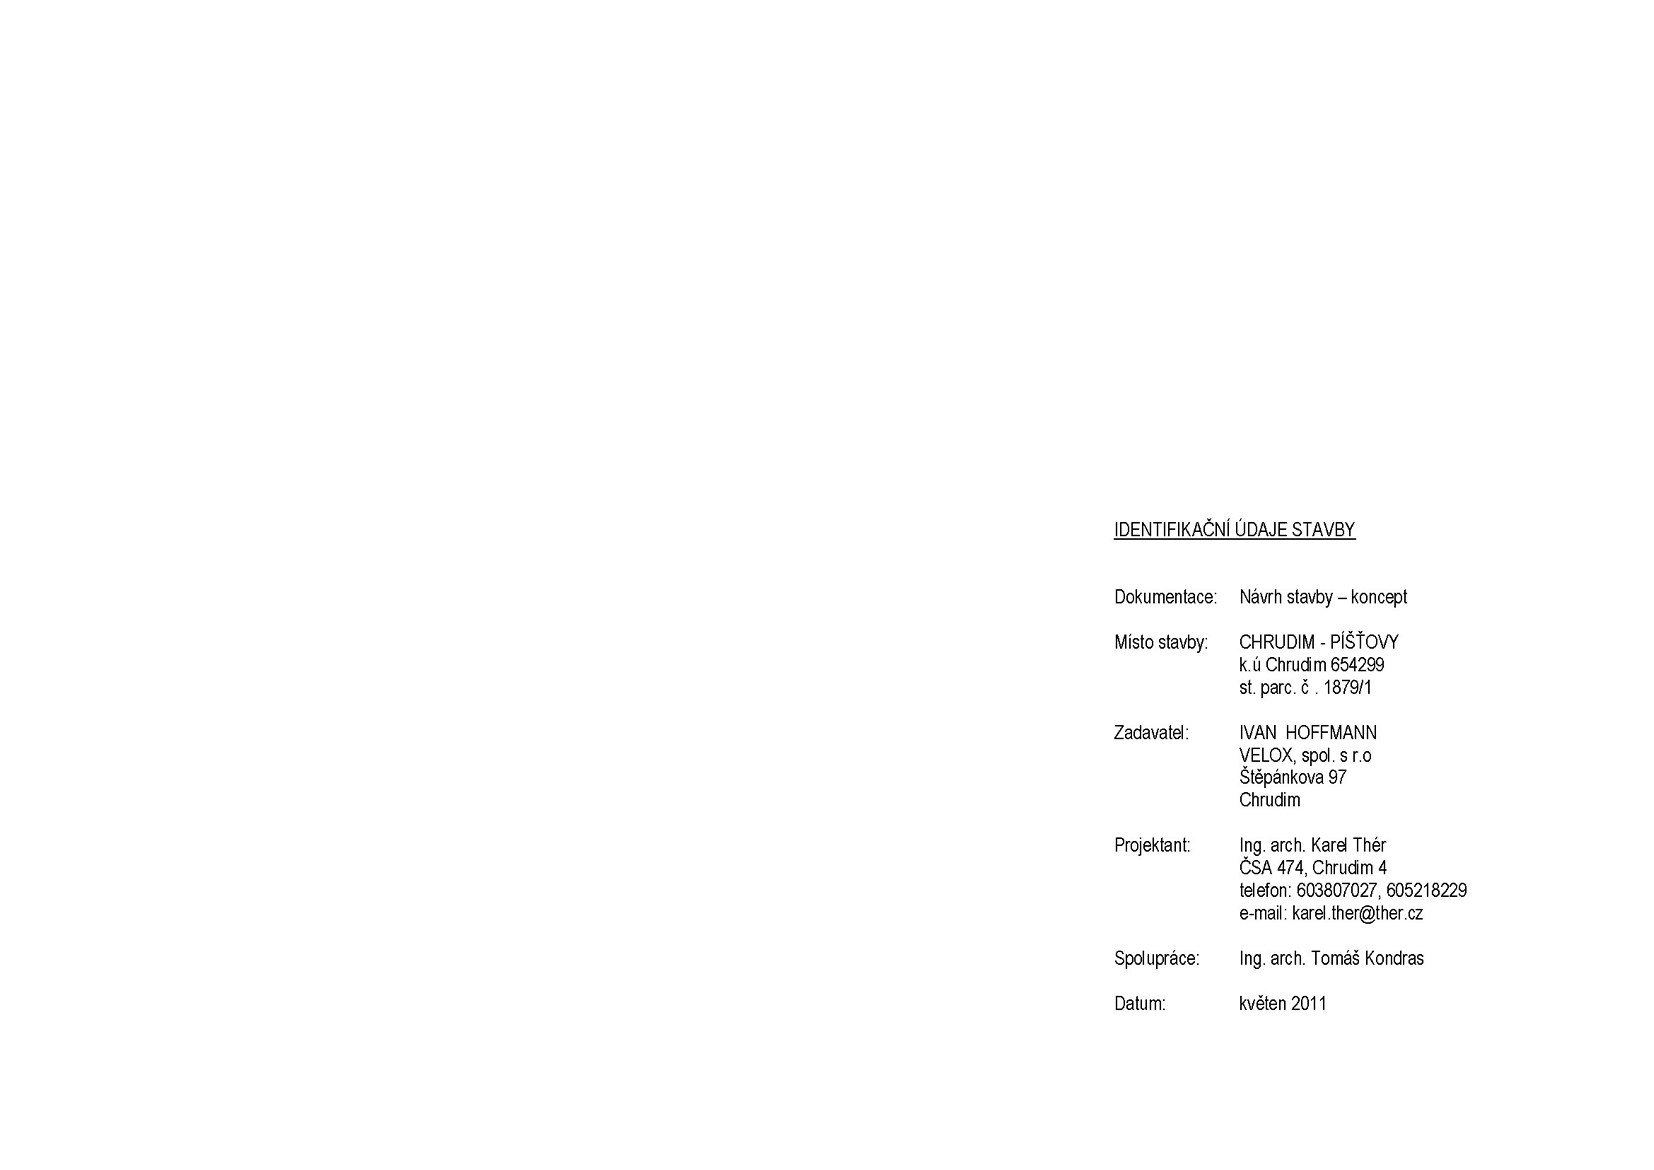 IDENTIFIKAČNÍ ÚDAJE STAVBY
Dokumentace: Návrh stavby – koncept
Místo stavby: CHRUDIM - PÍŠŤOVY
k.ú Chrudim 654299
st. parc. č . 1879/1
Zadavatel: IVAN HOFFMANN
VELOX, spol. s r.o
Štěpánkova 97
Chrudim
Projektant: Ing. arch. Karel Thér
ČSA 474, Chrudim 4
telefon: 603807027, 605218229
e-mail: karel.ther@ther.cz
Spolupráce: Ing. arch. Tomáš Kondras
Datum: květen 2011